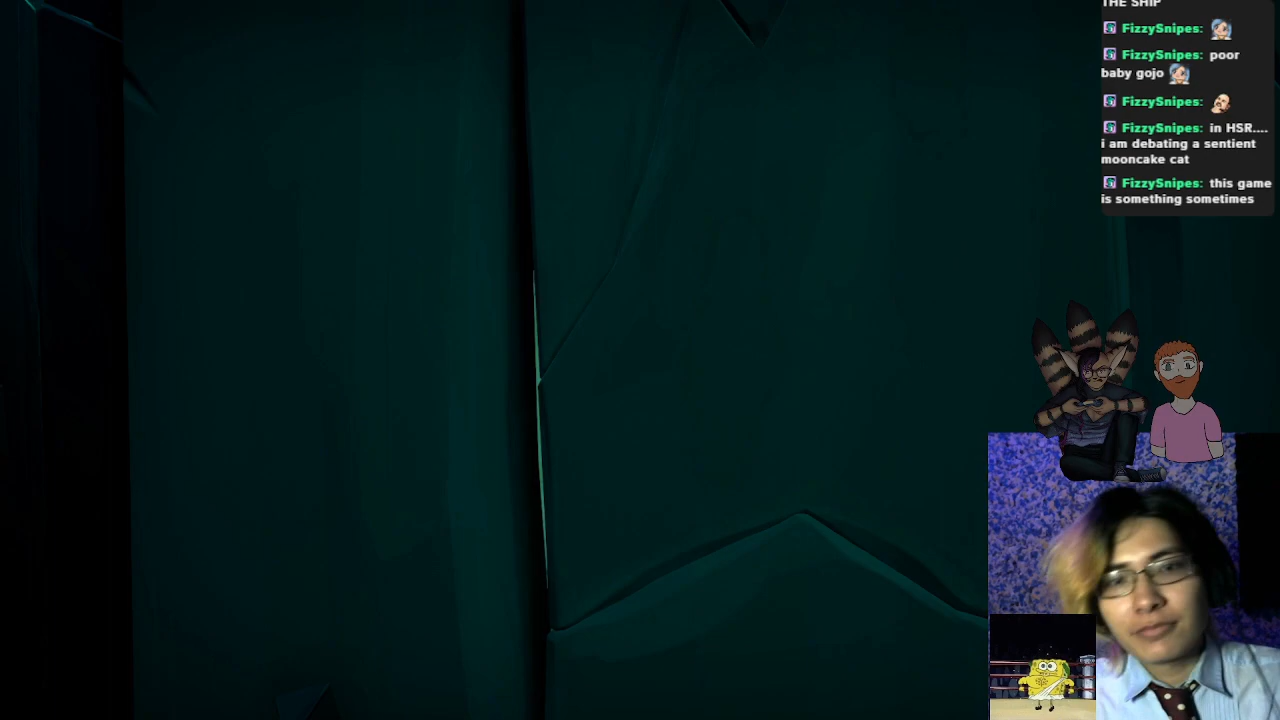 THE SHIP
FizzySnipes:
FizzySnipes: poor
baby gojo
FizzySnipes:
FizzySnipes: in HSR....
i am debating a sentient
mooncake cat
FizzySnipes: this game
is something sometimes